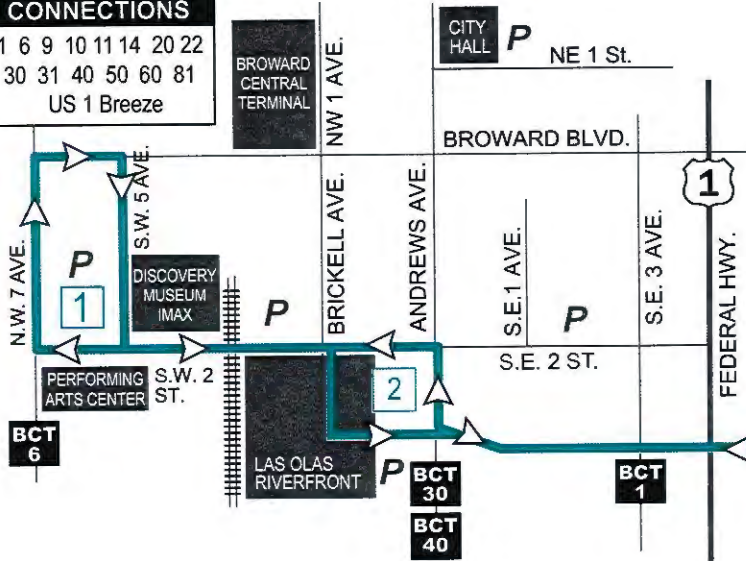 CONNECTIONS
1 6 9 10 11 14 20 22
30 31 40 50 60 81
US 1 Breeze
BROWARD
CENTRAL
TERMINAL
NW 1 AVE.
CITY
HALL
P
NE 1 St.
BROWARD BLVD.
1
N.W. 7 AVE.
S.W. 5 AVE.
P
1
DISCOVERY
MUSEUM
IMAX
P
BRICKELL AVE.
ANDREWS AVE.
S.E. 1 AVE.
P
S.E. 3 AVE.
FEDERAL HWY.
PERFORMING
ARTS CENTER
S.W. 2
ST.
2
S.E. 2 ST.
BCT
6
LAS OLAS
RIVERFRONT
P
BCT
30
BCT
40
BCT
1